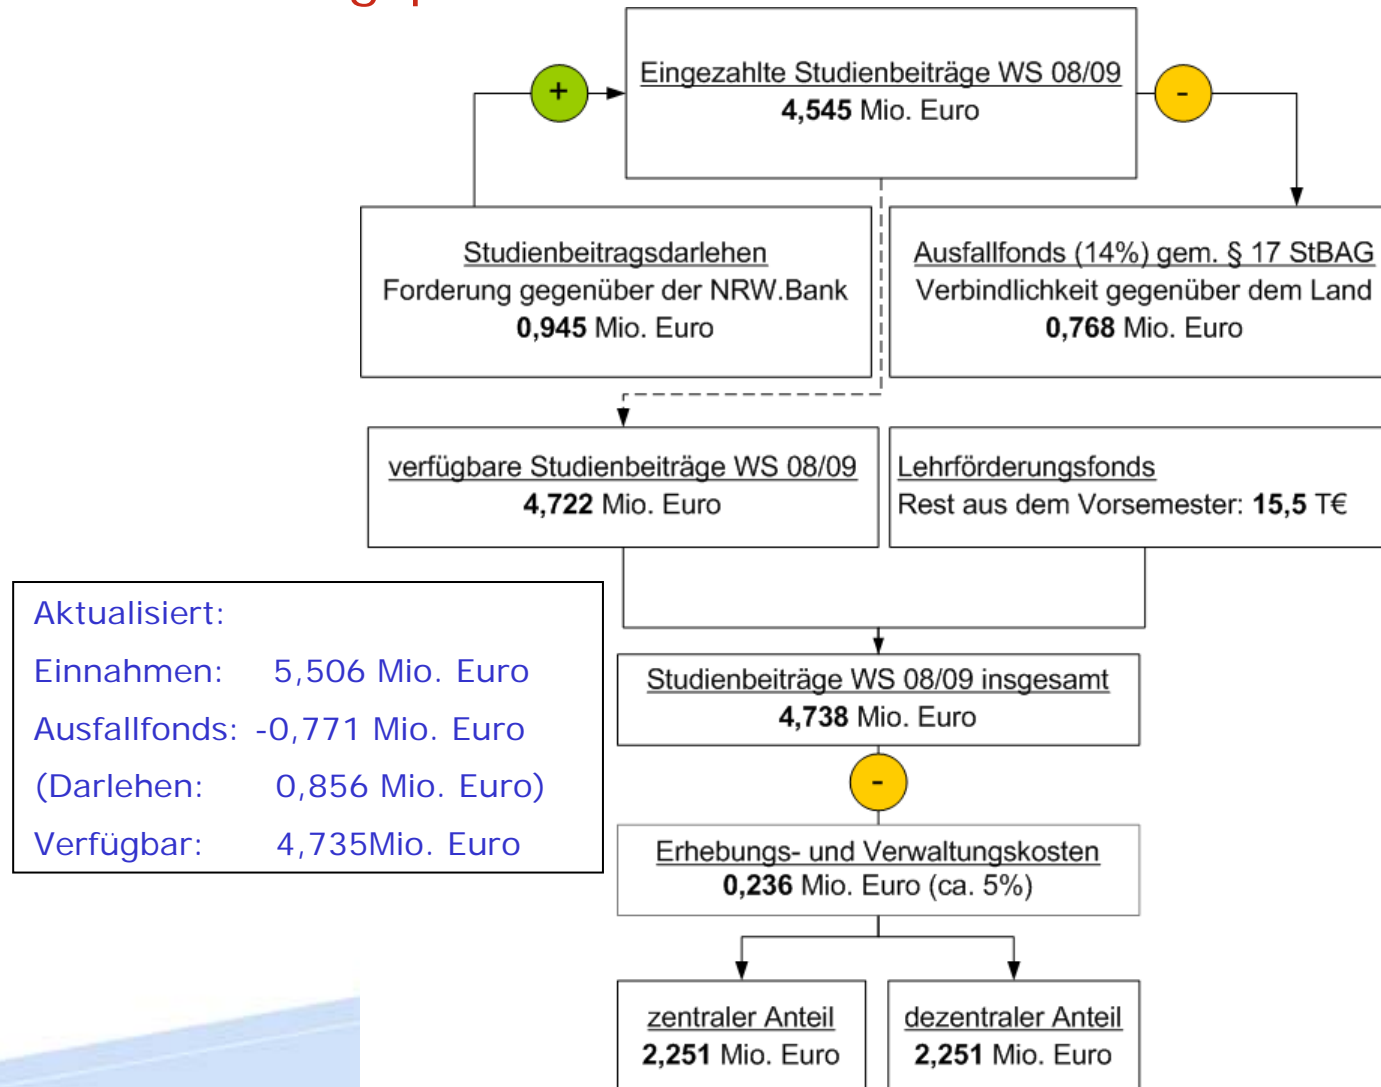 +
Eingezahlte Studienbeiträge WS 08/09
4,545 Mio. Euro
-
Studienbeitragsdarlehen
Forderung gegenüber der NRW.Bank
0,945 Mio. Euro
Ausfallfonds (14%) gem. § 17 StBAG
Verbindlichkeit gegenüber dem Land
0,768 Mio. Euro
verfügbare Studienbeiträge WS 08/09
4,722 Mio. Euro
Lehrförderungsfonds
Rest aus dem Vorsemester: 15,5 T€
Aktualisiert:
Einnahmen: 5,506 Mio. Euro
Ausfallfonds: -0,771 Mio. Euro
(Darlehen: 0,856 Mio. Euro)
Verfügbar: 4,735Mio. Euro
Studienbeiträge WS 08/09 insgesamt
4,738 Mio. Euro
-
Erhebungs- und Verwaltungskosten
0,236 Mio. Euro (ca. 5%)
zentraler Anteil
2,251 Mio. Euro
dezentraler Anteil
2,251 Mio. Euro